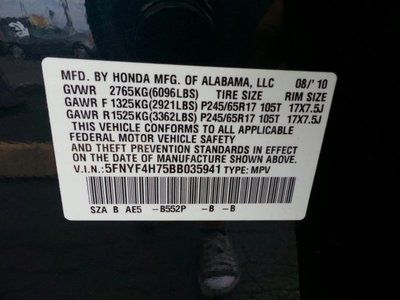 MFD. BY HONDA MFG. OF ALABAMA, LLC 08/'10
GVWR 2765KG(6096LBS) TIRE SIZE RIM SIZE
GAWR F 1325KG(2921LBS) P245/65R17 105T 17X7.5J
GAWR R 1525KG(3362LBS) P245/65R17 105T 17X7.5J
THIS VEHICLE CONFORMS TO ALL APPLICABLE
FEDERAL MOTOR VEHICLE SAFETY
AND THEFT PREVENTION STANDARDS IN EFFECT
ON THE DATE OF MANUFACTURE SHOWN ABOVE.
V.I.N.:5FNYF4H75BB035941 TYPE: MPV
SZA B AE5 -B552P -B -B